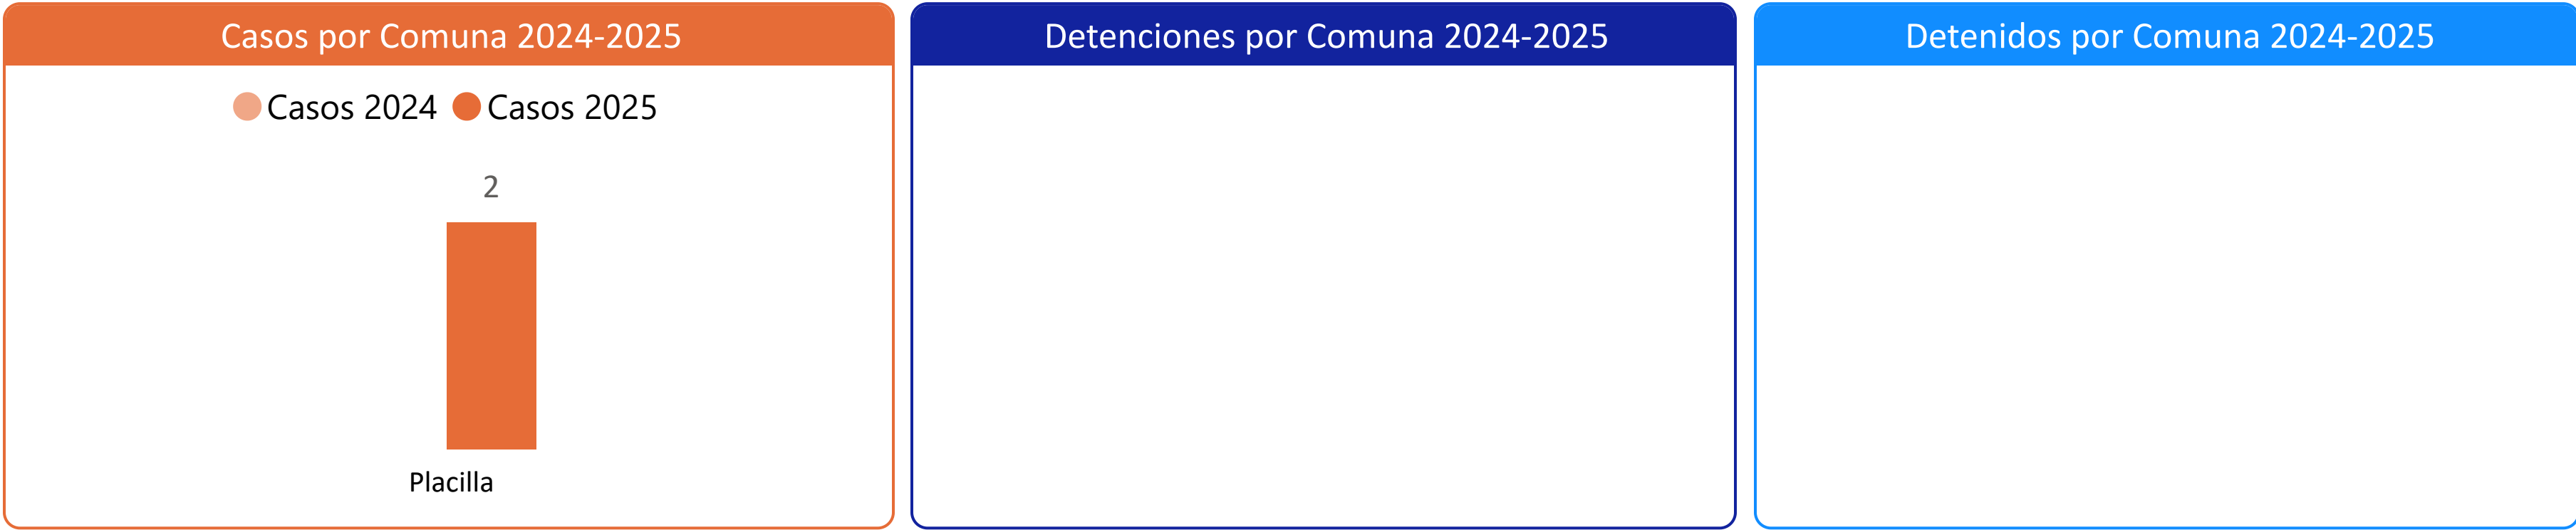 Casos por Comuna 2024-2025
Casos 2024 Casos 2025
2
Placilla
Detenciones por Comuna 2024-2025
Detenidos por Comuna 2024-2025